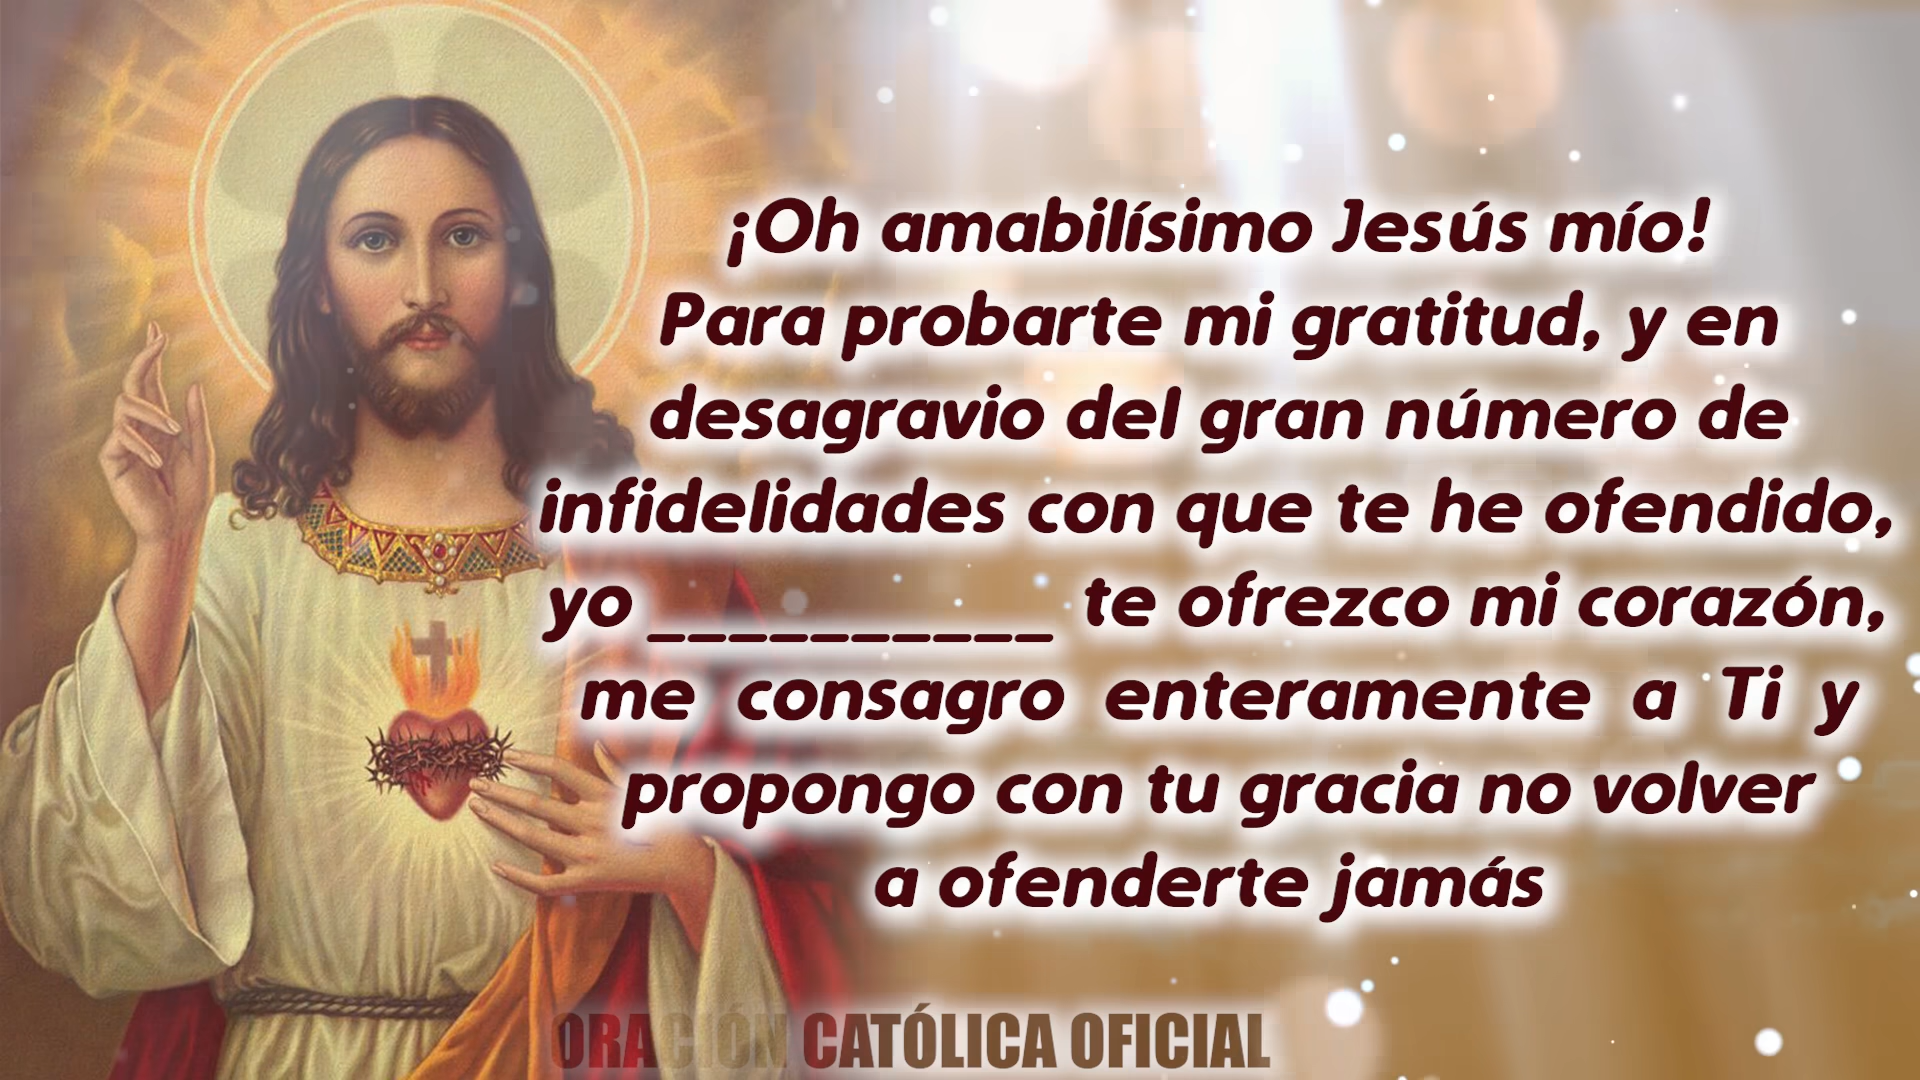 ¡Oh amabilísimo Jesús mío!
Para probarte mi gratitud, y en
desagravio del gran número de
infidelidades con que te he ofendido,
yo __________ te ofrezco mi corazón,
me consagro enteramente a Ti y
propongo con tu gracia no volver
a ofenderte jamás
ORACIÓN CATÓLICA OFICIAL